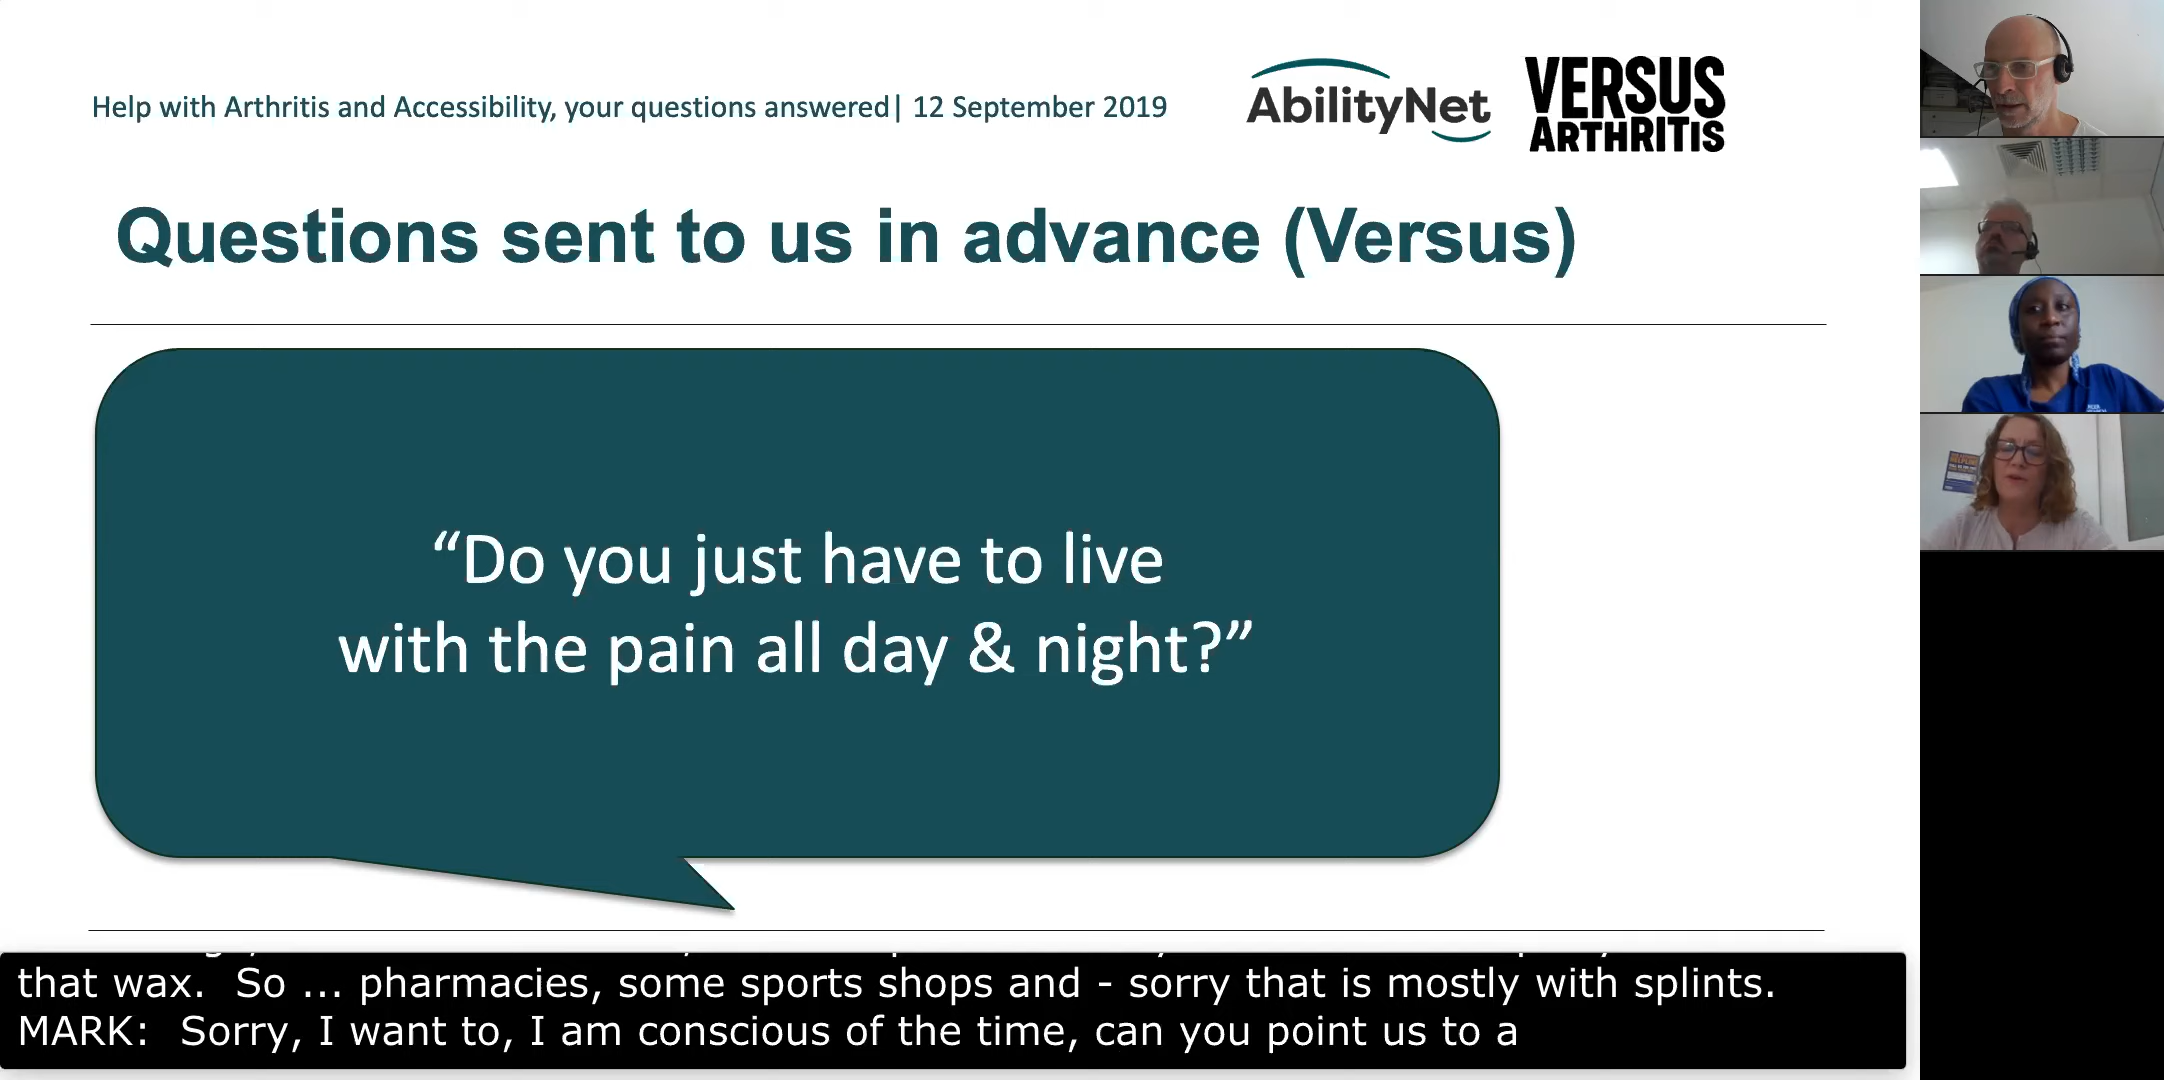 Help with Arthritis and Accessibility, your questions answered| 12 September 2019
AbilityNet
VERSUS
ARTHRITIS
Questions sent to us in advance (Versus)
“Do you just have to live
with the pain all day & night?”
that wax.  So ... pharmacies, some sports shops and - sorry that is mostly with splints.
MARK:  Sorry, I want to, I am conscious of the time, can you point us to a
HELPLINE